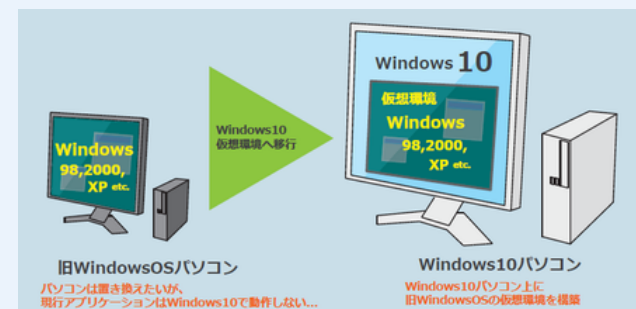 Windows
98,2000,
XP etc.
Windows10
仮想環境へ移行
Windows 10
仮想環境
Windows
98,2000,
XP etc.
旧WindowsOSパソコン
パソコンは置き換えたいが、
現行アプリケーションはWindows10で動作しない...
Windows10パソコン
Windows10パソコン上に
旧WindowsOSの仮想環境を構築